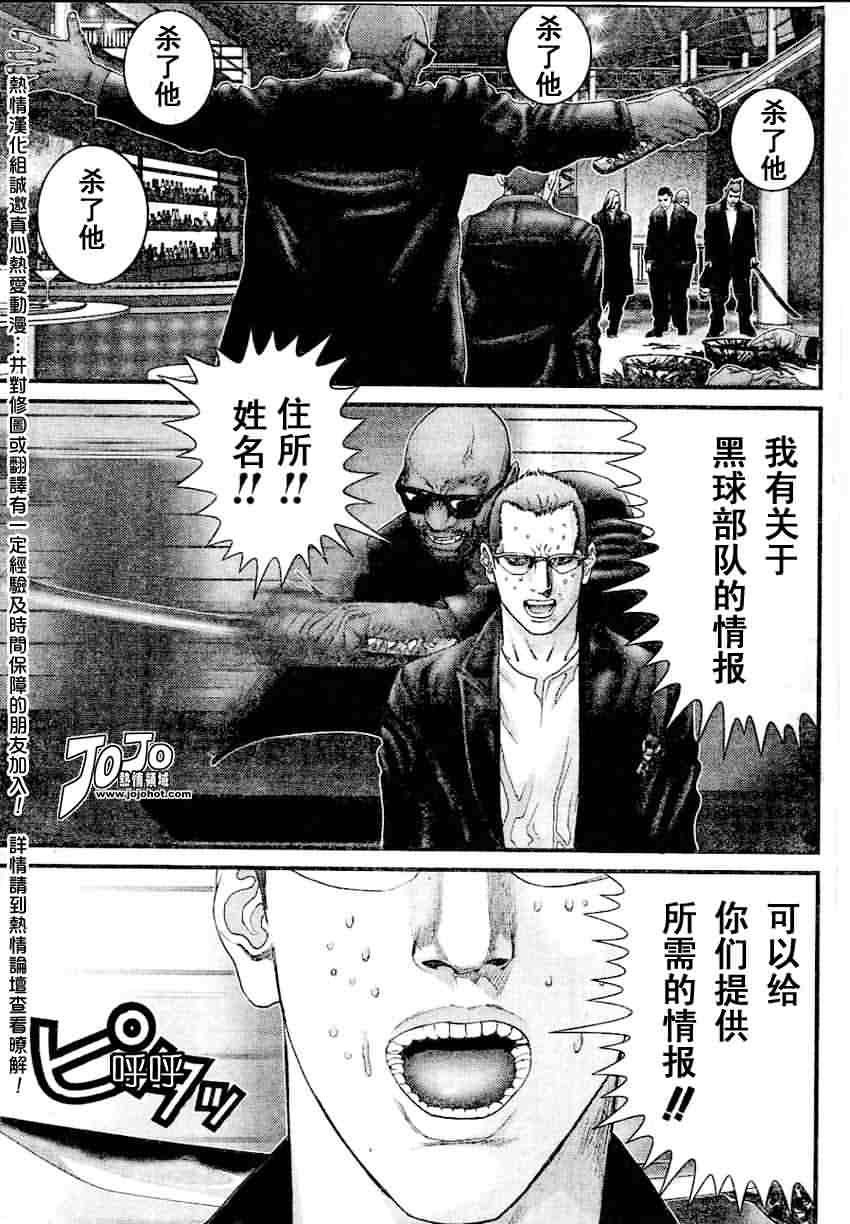 杀了他
杀了他
杀了他
杀了他
我有关于
黑球部队的情报
住所!!
姓名!!
可以给
你们提供
所需的情报!!
ピタッ
呼呼
JOJO
熱情領域
www.jojohot.com
熱情漢化組誠邀真心熱愛動漫…并對修圖或翻譯有一定經驗及時間保障的朋友加入！ 詳情請到熱情論壇查看瞭解！